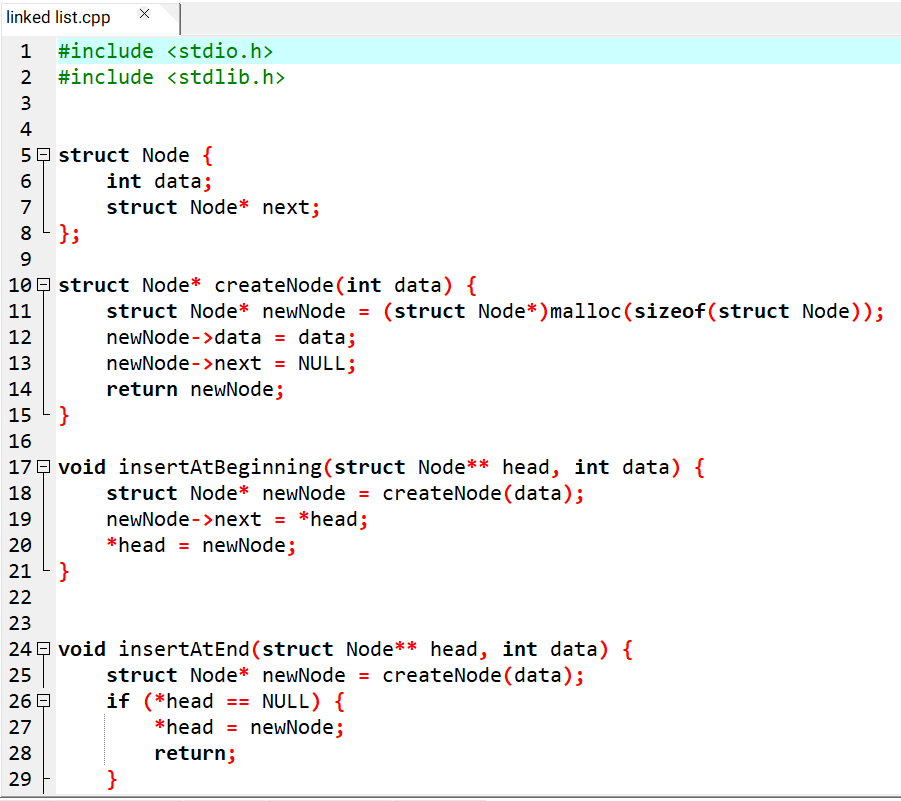 linked list.cpp ×
1 #include <stdio.h>
2 #include <stdlib.h>
3
4
5 struct Node {
6     int data;
7     struct Node* next;
8 };
9
10 struct Node* createNode(int data) {
11     struct Node* newNode = (struct Node*)malloc(sizeof(struct Node));
12     newNode->data = data;
13     newNode->next = NULL;
14     return newNode;
15 }
16
17 void insertAtBeginning(struct Node** head, int data) {
18     struct Node* newNode = createNode(data);
19     newNode->next = *head;
20     *head = newNode;
21 }
22
23
24 void insertAtEnd(struct Node** head, int data) {
25     struct Node* newNode = createNode(data);
26     if (*head == NULL) {
27         *head = newNode;
28         return;
29     }